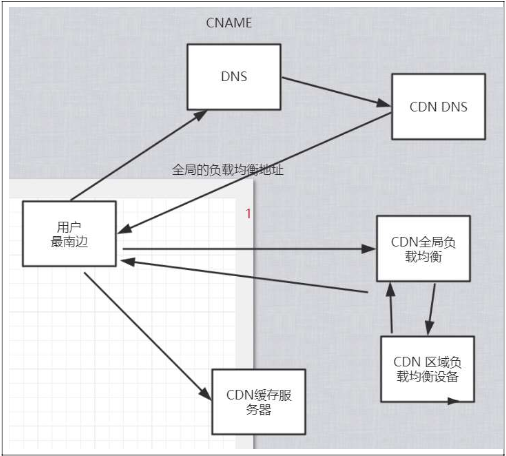 CNAME
DNS
CDN DNS
全局的负载均衡地址
用户
最南边
1
CDN全局负
载均衡
CDN 区域负
载均衡设备
CDN缓存服
务器